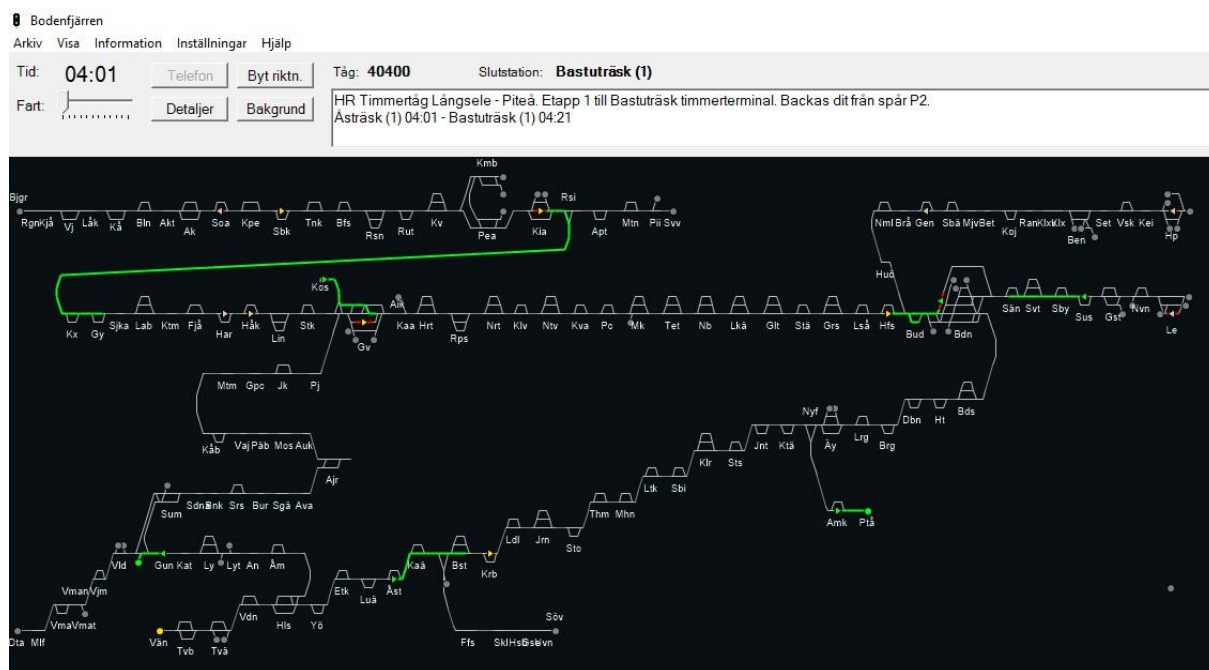 Bodenfjärren
Arkiv Visa Information Inställningar Hjälp
Tid: 04:01 Telefon Byt riktn. Tåg: 40400 Slutstation: Bastuträsk (1)
Fart: Detaljer Bakgrund
HR Timmertåg Långsele - Piteå. Etapp 1 till Bastuträsk timmerterminal. Backas dit från spår P2.
Åsträsk (1) 04:01 - Bastuträsk (1) 04:21
Kmb
Bjgr Rsi
RgnKjå Vj Låk Kå Bln Akt Ak Soa Kpe Sbk Tnk Bfs Rsn Rut Kv Pea Kia Apt Mtn Pii Svv Nml Brå Gen Sbä MjvBet Koj RanKlxKlx Ben Set Vsk Kei Hp
Huö
Kos Aik
Kx Gy Sjka Lab Ktm Fjå Har Håk Lin Stk Gv Kaa Hrt Rps Nrt Klv Ntv Kva Pc Mk Tet Nb Lkä Glt Stä Grs Lså Hfs Bud Bdn Sän Svt Sby Sus Gst Nvn Le
Mtm Gpc Jk Pj
Nyf Dbn Ht Bds
Kåb Vaj Päb Mos Auk Jnt Ktä Äy Lrg Brg
Klr Sts
Ajr
Ltk Sbi
Sum Srs Bur Sgä Ava Thm Mhn Amk Ptå
Ldl Jrn Sto
Vld Gun Kat Ly Lyt An Åm Kaä Bst Krb
Vman Vjm Etk Luä Åst
VmaVmat Vdn Hls Yö Söv
Dta Mlf Vän Tvb Tvä Ffs